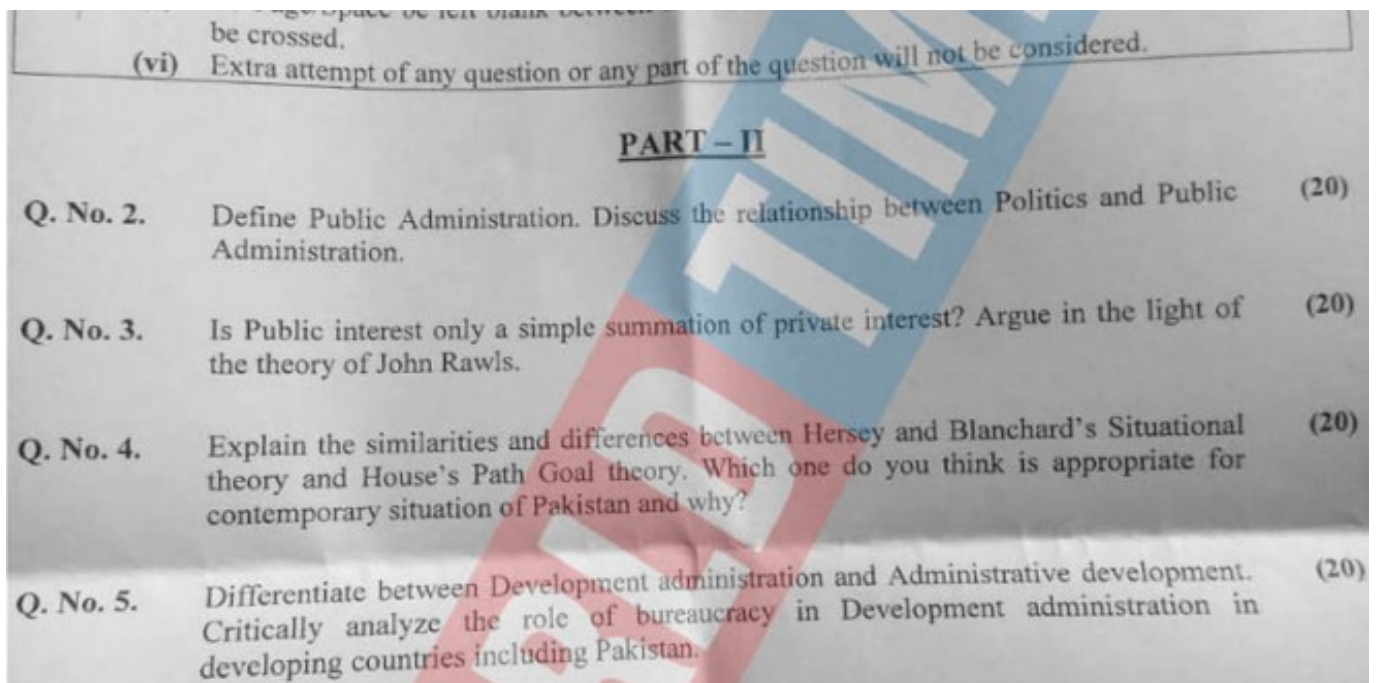 be left blank between
be crossed.
(vi) Extra attempt of any question or any part of the question will not be considered.
PART – II
Q. No. 2. Define Public Administration. Discuss the relationship between Politics and Public (20)
Administration.
Q. No. 3. Is Public interest only a simple summation of private interest? Argue in the light of (20)
the theory of John Rawls.
Q. No. 4. Explain the similarities and differences between Hersey and Blanchard's Situational (20)
theory and House's Path Goal theory. Which one do you think is appropriate for
contemporary situation of Pakistan and why?
Q. No. 5. Differentiate between Development administration and Administrative development. (20)
Critically analyze the role of bureaucracy in Development administration in
developing countries including Pakistan.